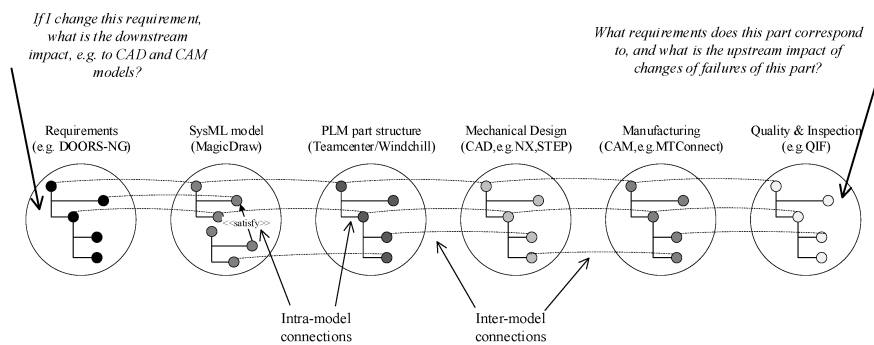 If I change this requirement,
what is the downstream
impact, e.g. to CAD and CAM
models?
What requirements does this part correspond
to, and what is the upstream impact of
changes of failures of this part?
Requirements
(e.g. DOORS-NG)
SysML model
(MagicDraw)
PLM part structure
(Teamcenter/Windchill)
Mechanical Design
(CAD,e.g.NX,STEP)
Manufacturing
(CAM,e.g.MTConnect)
Quality & Inspection
(e.g.QIF)
<<satisfy>>
Intra-model
connections
Inter-model
connections